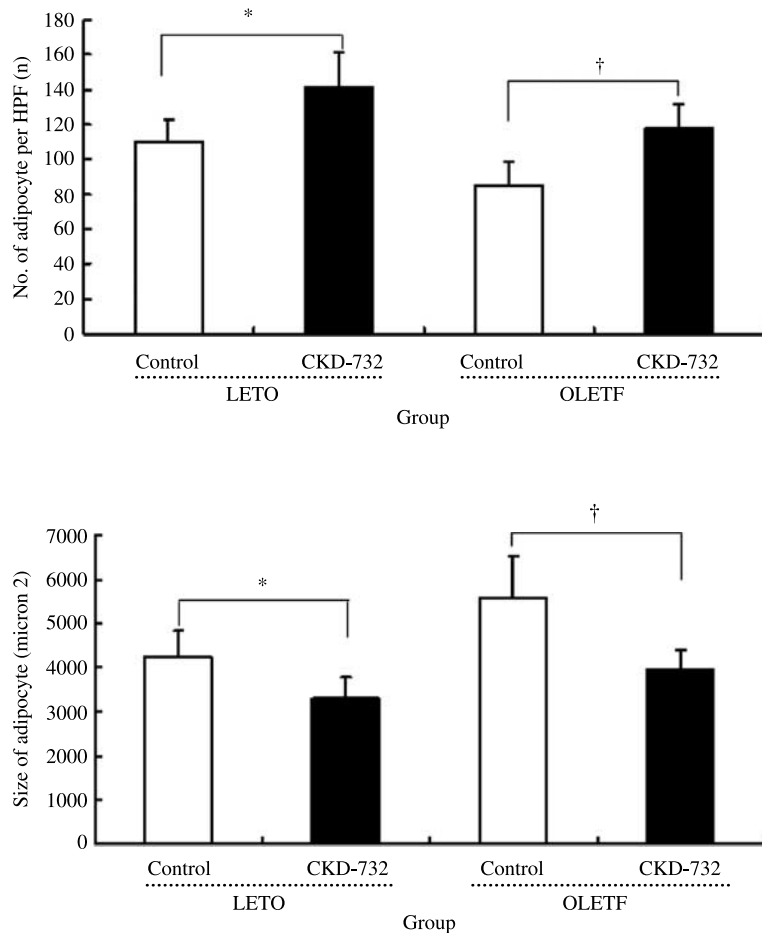 No. of adipocyte per HPF (n)
180
160
140
120
100
80
60
40
20
0
*
†
Control CKD-732 Control CKD-732
LETO OLETF
Group
Size of adipocyte (micron 2)
7000
6000
5000
4000
3000
2000
1000
0
*
†
Control CKD-732 Control CKD-732
LETO OLETF
Group